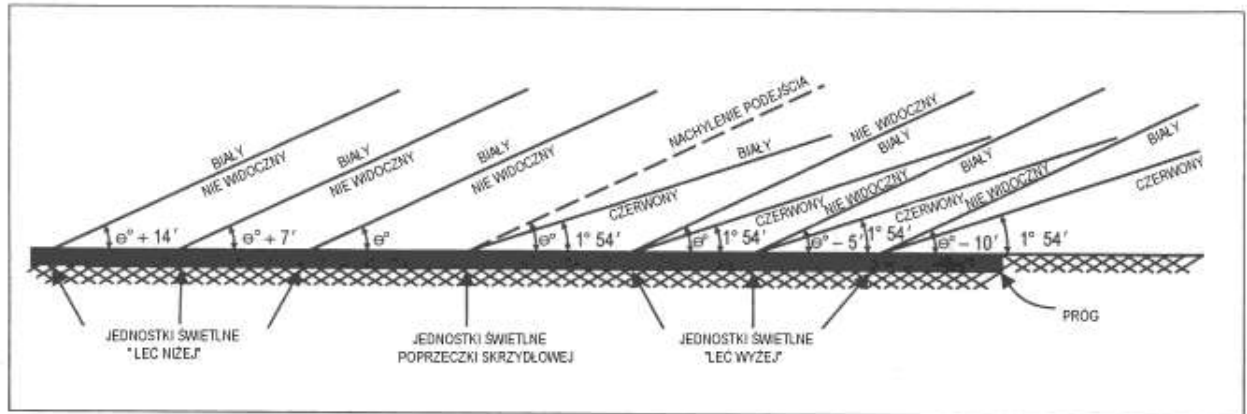 NACHYLENIE PODEJŚCIA
BIAŁY
NIE WIDOCZNY
BIAŁY
NIE WIDOCZNY
BIAŁY
NIE WIDOCZNY
BIAŁY
CZERWONY
NIE WIDOCZNY
BIAŁY
CZERWONY
NIE WIDOCZNY
BIAŁY
CZERWONY
NIE WIDOCZNY
BIAŁY
CZERWONY
Θ° + 14′
Θ° + 7′
Θ°
Θ°
1° 54′
Θ°
1° 54′
Θ° – 5′
1° 54′
Θ° – 10′
1° 54′
JEDNOSTKI ŚWIETLNE
"LEĆ NIŻEJ"
JEDNOSTKI ŚWIETLNE
POPRZECZKI SKRZYDŁOWEJ
JEDNOSTKI ŚWIETLNE
"LEĆ WYŻEJ"
PRÓG